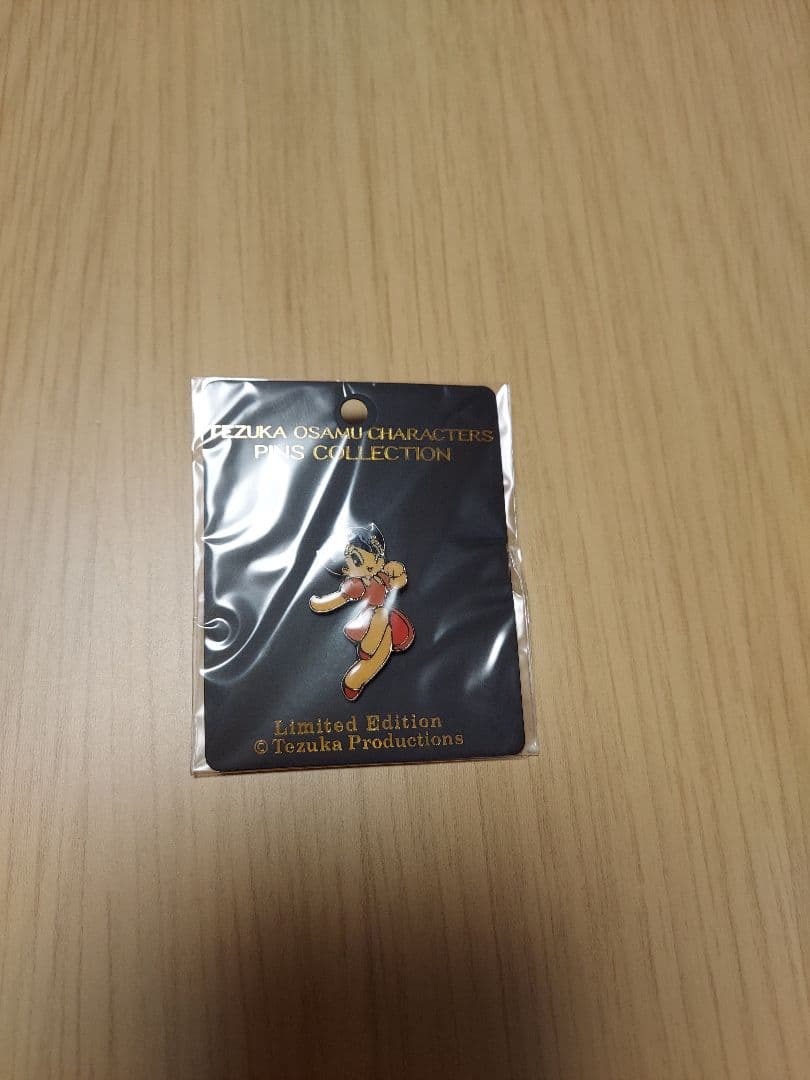 TEZUKA OSAMU CHARACTERS
PINS COLLECTION
Limited Edition
© Tezuka Productions